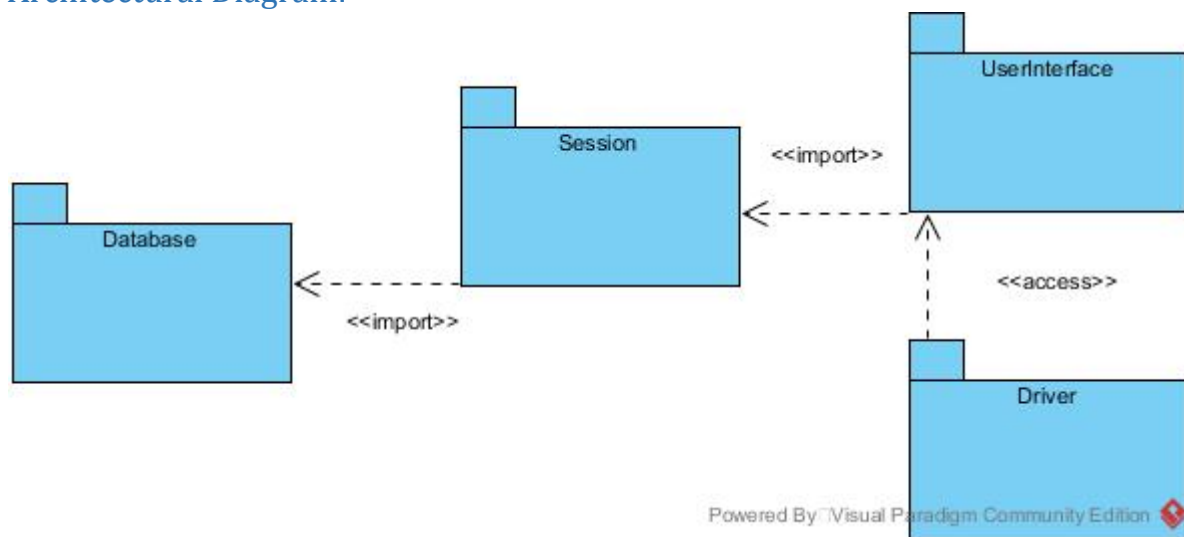 Architectural Diagram:
UserInterface
Session
<<import>>
Database
<<access>>
<<import>>
Driver
Powered By Visual Paradigm Community Edition